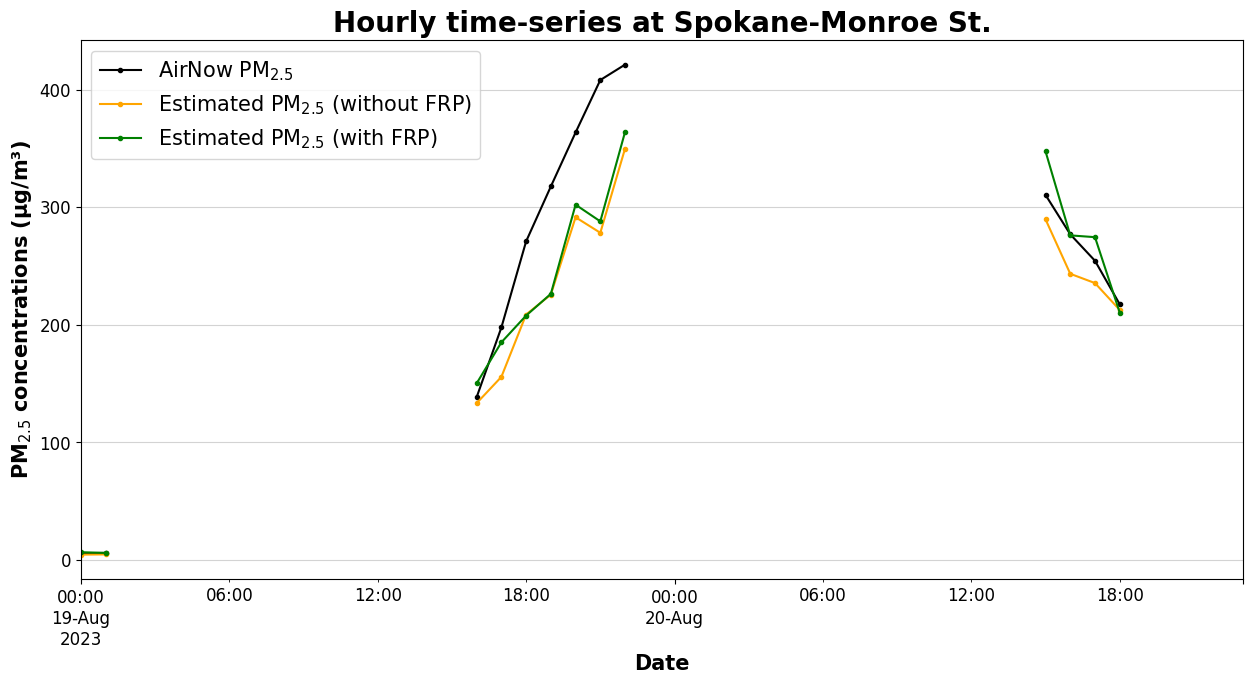 Hourly time-series at Spokane-Monroe St.
AirNow PM2.5
Estimated PM2.5 (without FRP)
Estimated PM2.5 (with FRP)
PM2.5 concentrations (µg/m³)
400
300
200
100
0
00:00 06:00 12:00 18:00 00:00 06:00 12:00 18:00
19-Aug 20-Aug
2023
Date